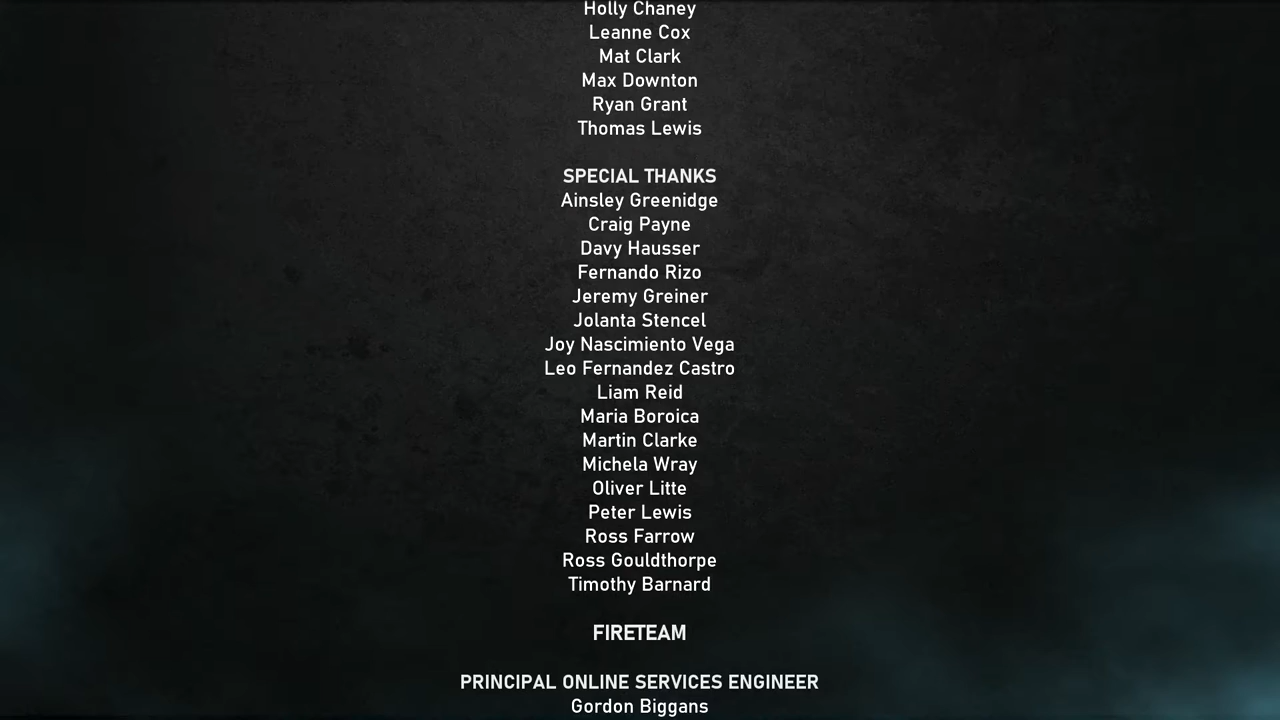 Holly Chaney
Leanne Cox
Mat Clark
Max Downton
Ryan Grant
Thomas Lewis
SPECIAL THANKS
Ainsley Greenidge
Craig Payne
Davy Hausser
Fernando Rizo
Jeremy Greiner
Jolanta Stencel
Joy Nascimiento Vega
Leo Fernandez Castro
Liam Reid
Maria Boroica
Martin Clarke
Michela Wray
Oliver Litte
Peter Lewis
Ross Farrow
Ross Gouldthorpe
Timothy Barnard
FIRETEAM
PRINCIPAL ONLINE SERVICES ENGINEER
Gordon Biggans